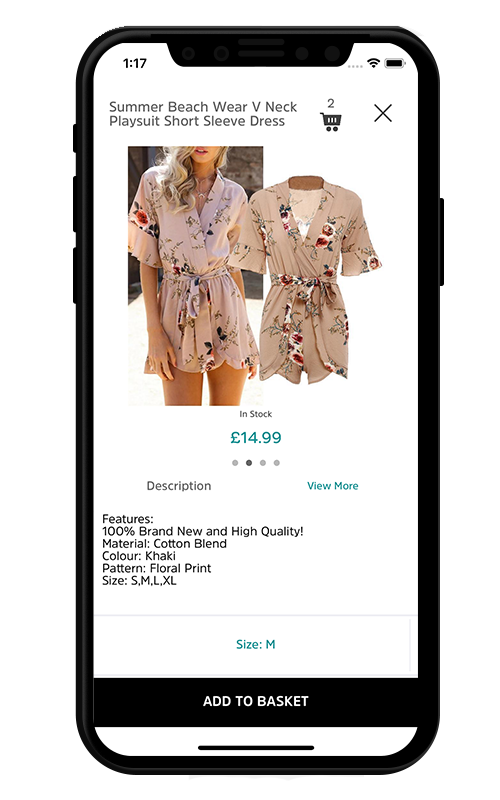 1:17
Summer Beach Wear V Neck
Playsuit Short Sleeve Dress
2
In Stock
£14.99
Description
View More
Features:
100% Brand New and High Quality!
Material: Cotton Blend
Colour: Khaki
Pattern: Floral Print
Size: S,M,L,XL
Size: M
ADD TO BASKET